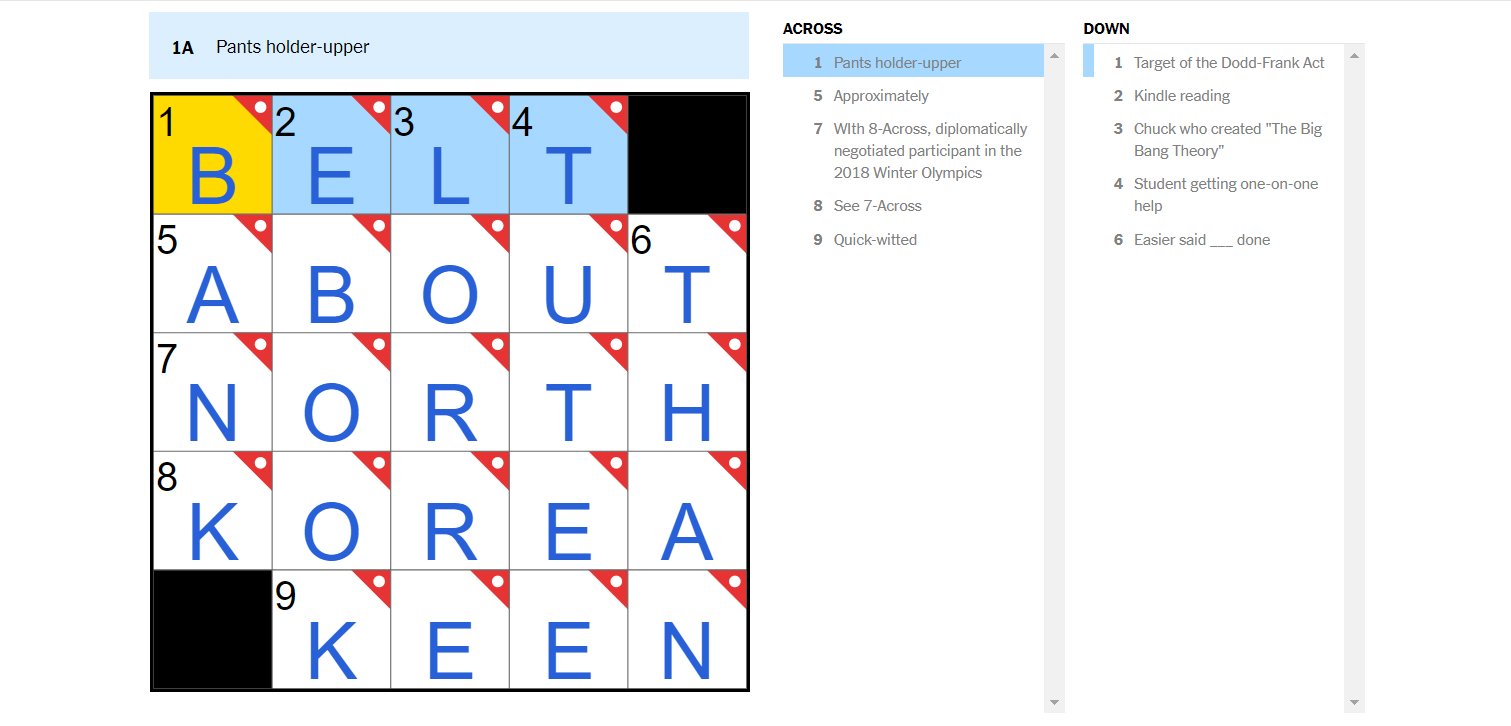 1A Pants holder-upper
1 B 2 E 3 L 4 T
5 A B O U 6 T
7 N O R T H
8 K O R E A
9 K E E N
ACROSS
1 Pants holder-upper
5 Approximately
7 WIth 8-Across, diplomatically
negotiated participant in the
2018 Winter Olympics
8 See 7-Across
9 Quick-witted
DOWN
1 Target of the Dodd-Frank Act
2 Kindle reading
3 Chuck who created "The Big
Bang Theory"
4 Student getting one-on-one
help
6 Easier said ___ done